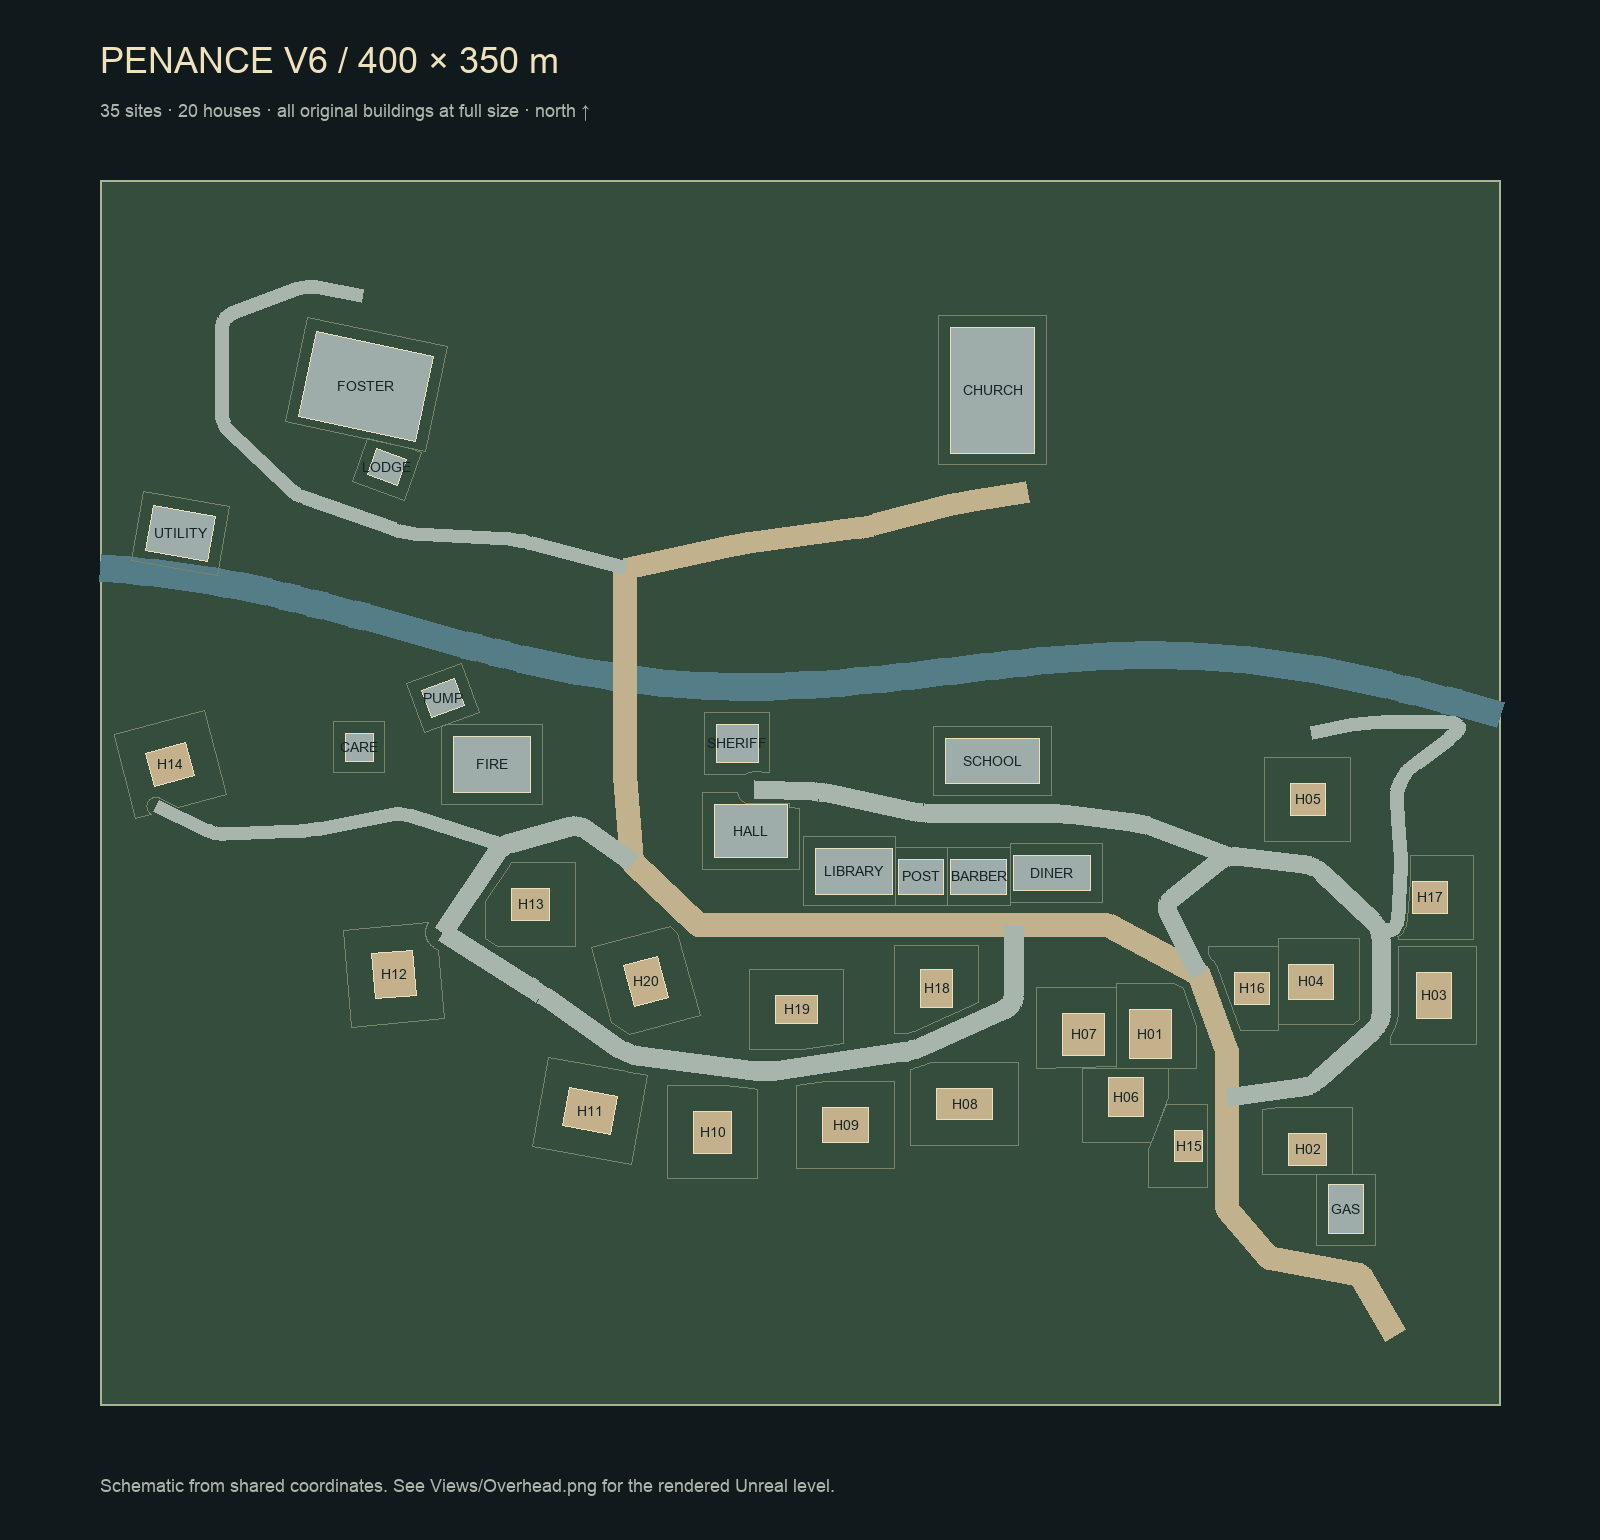 PENANCE V6 / 400 × 350 m
35 sites · 20 houses · all original buildings at full size · north ↑
FOSTER
CHURCH
LODGE
UTILITY
PUMP
SHERIFF
CARE
FIRE
SCHOOL
H14
H05
HALL
LIBRARY
POST
BARBER
DINER
H13
H17
H12
H20
H18
H16
H04
H03
H19
H07
H01
H11
H10
H09
H08
H06
H15
H02
GAS
Schematic from shared coordinates. See Views/Overhead.png for the rendered Unreal level.